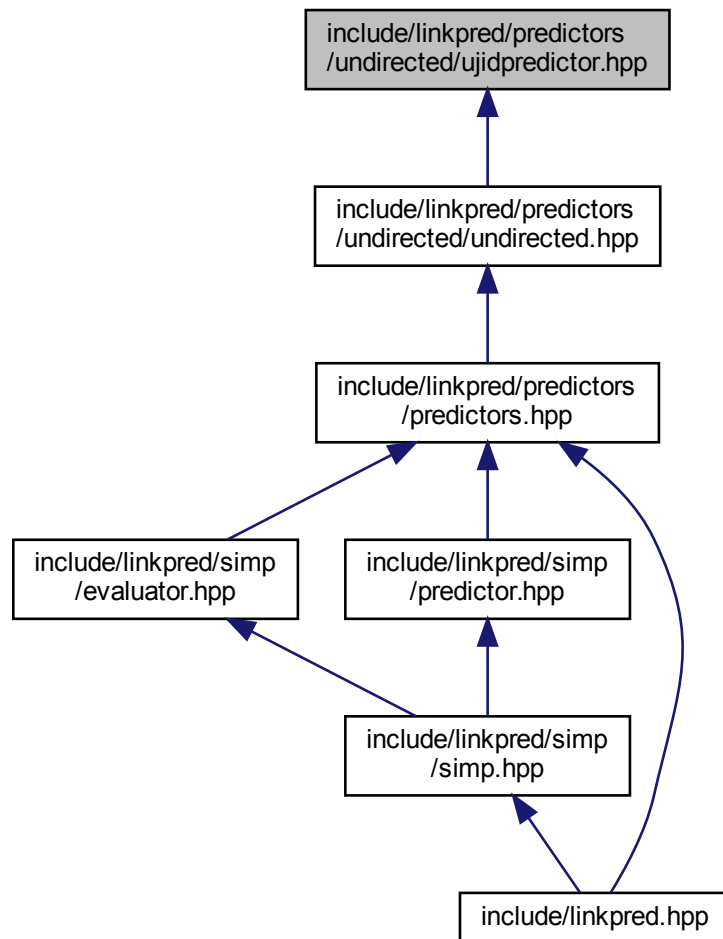 include/linkpred/predictors
/undirected/ujidpredictor.hpp
include/linkpred/predictors
/undirected/undirected.hpp
include/linkpred/predictors
/predictors.hpp
include/linkpred/simp
/evaluator.hpp
include/linkpred/simp
/predictor.hpp
include/linkpred/simp
/simp.hpp
include/linkpred.hpp